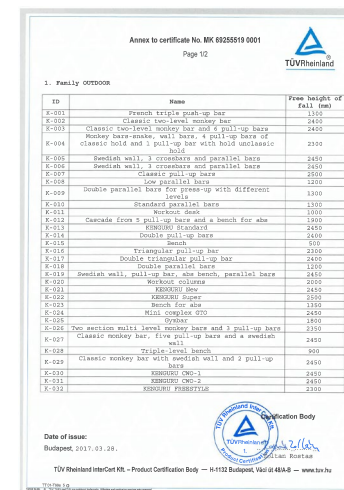 Annex to certificate No. MK 69255519 0001
Page 1/2
TÜVRheinland
1. Family OUTDOOR
ID Name Free height of fall (mm)
K-001 French triple push-up bar 1300
K-002 Classic two-level monkey bar 2400
K-003 Classic two-level monkey bar and 6 pull-up bars 2400
K-004 Monkey bars-snake, wall bars, 4 pull-up bars of classic hold and 1 pull-up bar with hold unclassic hold 2300
K-005 Swedish wall, 3 crossbars and parallel bars 2450
K-006 Swedish wall, 3 crossbars and parallel bars 2450
K-007 Classic pull-up bars 2500
K-008 Low parallel bars 1200
K-009 Double parallel bars for press-up with different levels 1300
K-010 Standard parallel bars 1300
K-011 Workout desk 1000
K-012 Cascade from 5 pull-up bars and a bench for abs 1900
K-013 KENGURU Standard 2450
K-014 Double pull-up bars 2400
K-015 Bench 500
K-016 Triangular pull-up bar 2300
K-017 Double triangular pull-up bar 2400
K-018 Double parallel bars 1200
K-019 Swedish wall, pull-up bar, abs bench, parallel bars 2450
K-020 Workout columns 2000
K-021 KENGURU New 2450
K-022 KENGURU Super 2500
K-023 Bench for abs 1350
K-024 Mini complex GTO 2450
K-025 Gymbar 1800
K-026 Two section multi level monkey bars and 3 pull-up bars 2350
K-027 Classic monkey bar, five pull-up bars and a swedish wall 2450
K-028 Triple-level bench 900
K-029 Classic monkey bar with swedish wall and 2 pull-up bars 2450
K-030 KENGURU CWO-1 2450
K-031 KENGURU CWO-2 2450
K-032 KENGURU FREESTYLE 2300
Certification Body
TÜVRheinland
Date of issue:
Budapest, 2017.03.28.
Zoltan Rostas
TÜV Rheinland InterCert Kft. – Product Certification Body — H-1132 Budapest, Váci út 48/A-B — www.tuv.hu